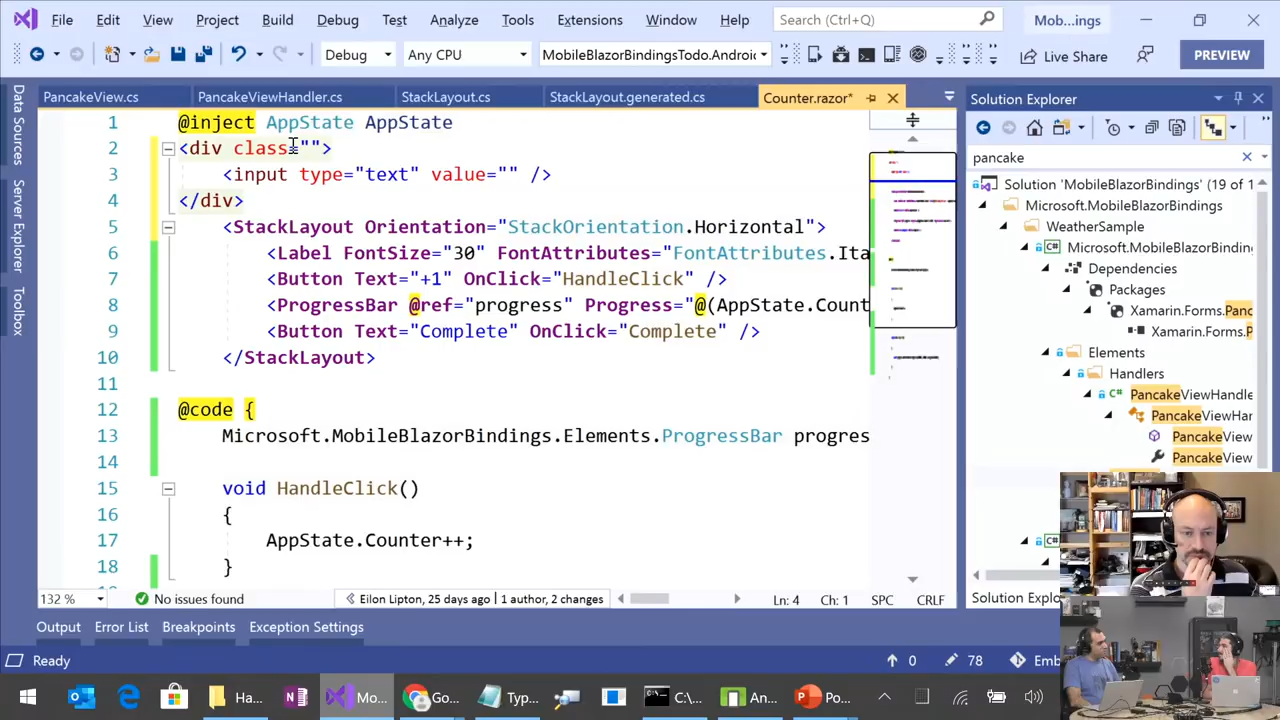 File Edit View Project Build Debug Test Analyze Tools Extensions Window Help Search (Ctrl+Q) Mob...ings
Debug Any CPU MobileBlazorBindingsTodo.Android Live Share PREVIEW
Data Sources
Server Explorer
Toolbox
PancakeView.cs PancakeViewHandler.cs StackLayout.cs StackLayout.generated.cs Counter.razor*
1 @inject AppState AppState
2 <div class="">
3 <input type="text" value="" />
4 </div>
5 <StackLayout Orientation="StackOrientation.Horizontal">
6 <Label FontSize="30" FontAttributes="FontAttributes.Ita
7 <Button Text="+1" OnClick="HandleClick" />
8 <ProgressBar @ref="progress" Progress="@(AppState.Count
9 <Button Text="Complete" OnClick="Complete" />
10 </StackLayout>
11
12 @code {
13 Microsoft.MobileBlazorBindings.Elements.ProgressBar progres
14
15 void HandleClick()
16 {
17 AppState.Counter++;
18 }
132 % No issues found Eilon Lipton, 25 days ago | 1 author, 2 changes Ln: 4 Ch: 1 SPC CRLF
Solution Explorer
pancake
Solution 'MobileBlazorBindings' (19 of 1
Microsoft.MobileBlazorBindings
WeatherSample
Microsoft.MobileBlazorBindin
Dependencies
Packages
Xamarin.Forms.Panc
Xamarin.Forms.P
Elements
Handlers
PancakeViewHandle
PancakeViewHar
PancakeView
PancakeView
Solution Explo
Output Error List Breakpoints Exception Settings
Ready 0 78 Emb
Ha... Mo... Go... Typ... C:\... An... Po...